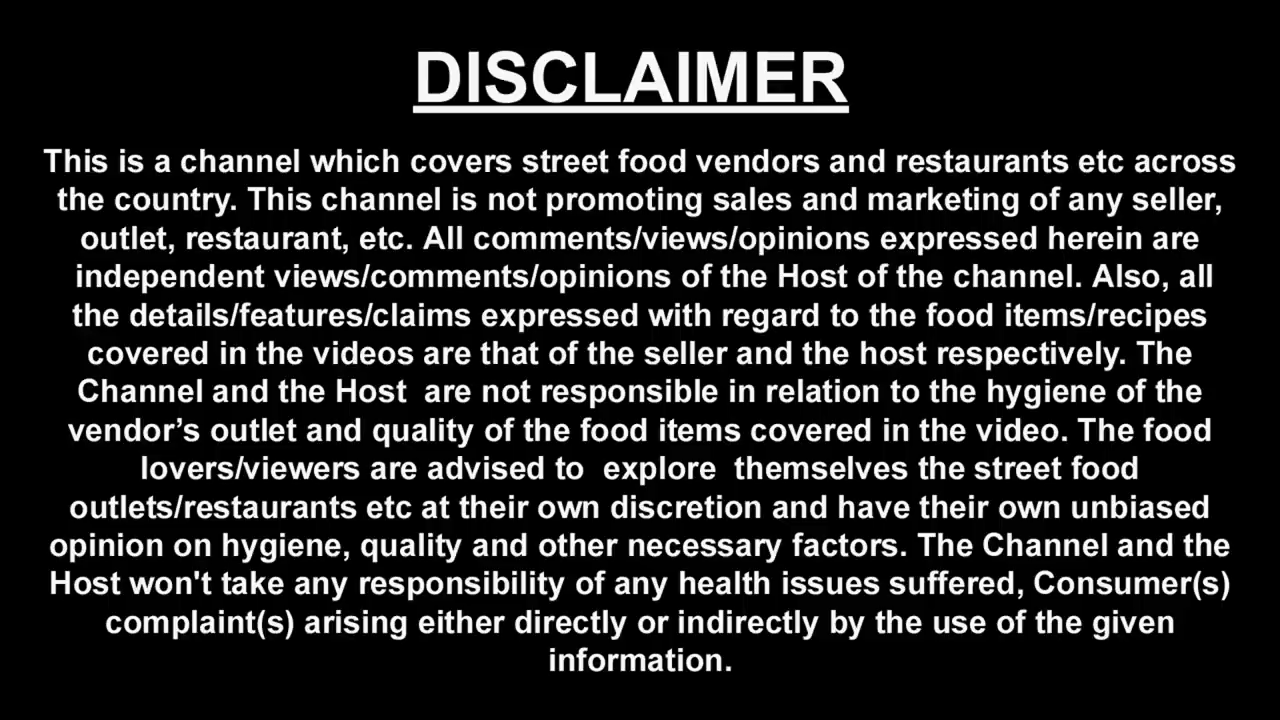 DISCLAIMER
This is a channel which covers street food vendors and restaurants etc across
the country. This channel is not promoting sales and marketing of any seller,
outlet, restaurant, etc. All comments/views/opinions expressed herein are
independent views/comments/opinions of the Host of the channel. Also, all
the details/features/claims expressed with regard to the food items/recipes
covered in the videos are that of the seller and the host respectively. The
Channel and the Host  are not responsible in relation to the hygiene of the
vendor’s outlet and quality of the food items covered in the video. The food
lovers/viewers are advised to  explore  themselves the street food
outlets/restaurants etc at their own discretion and have their own unbiased
opinion on hygiene, quality and other necessary factors. The Channel and the
Host won't take any responsibility of any health issues suffered, Consumer(s)
complaint(s) arising either directly or indirectly by the use of the given
information.